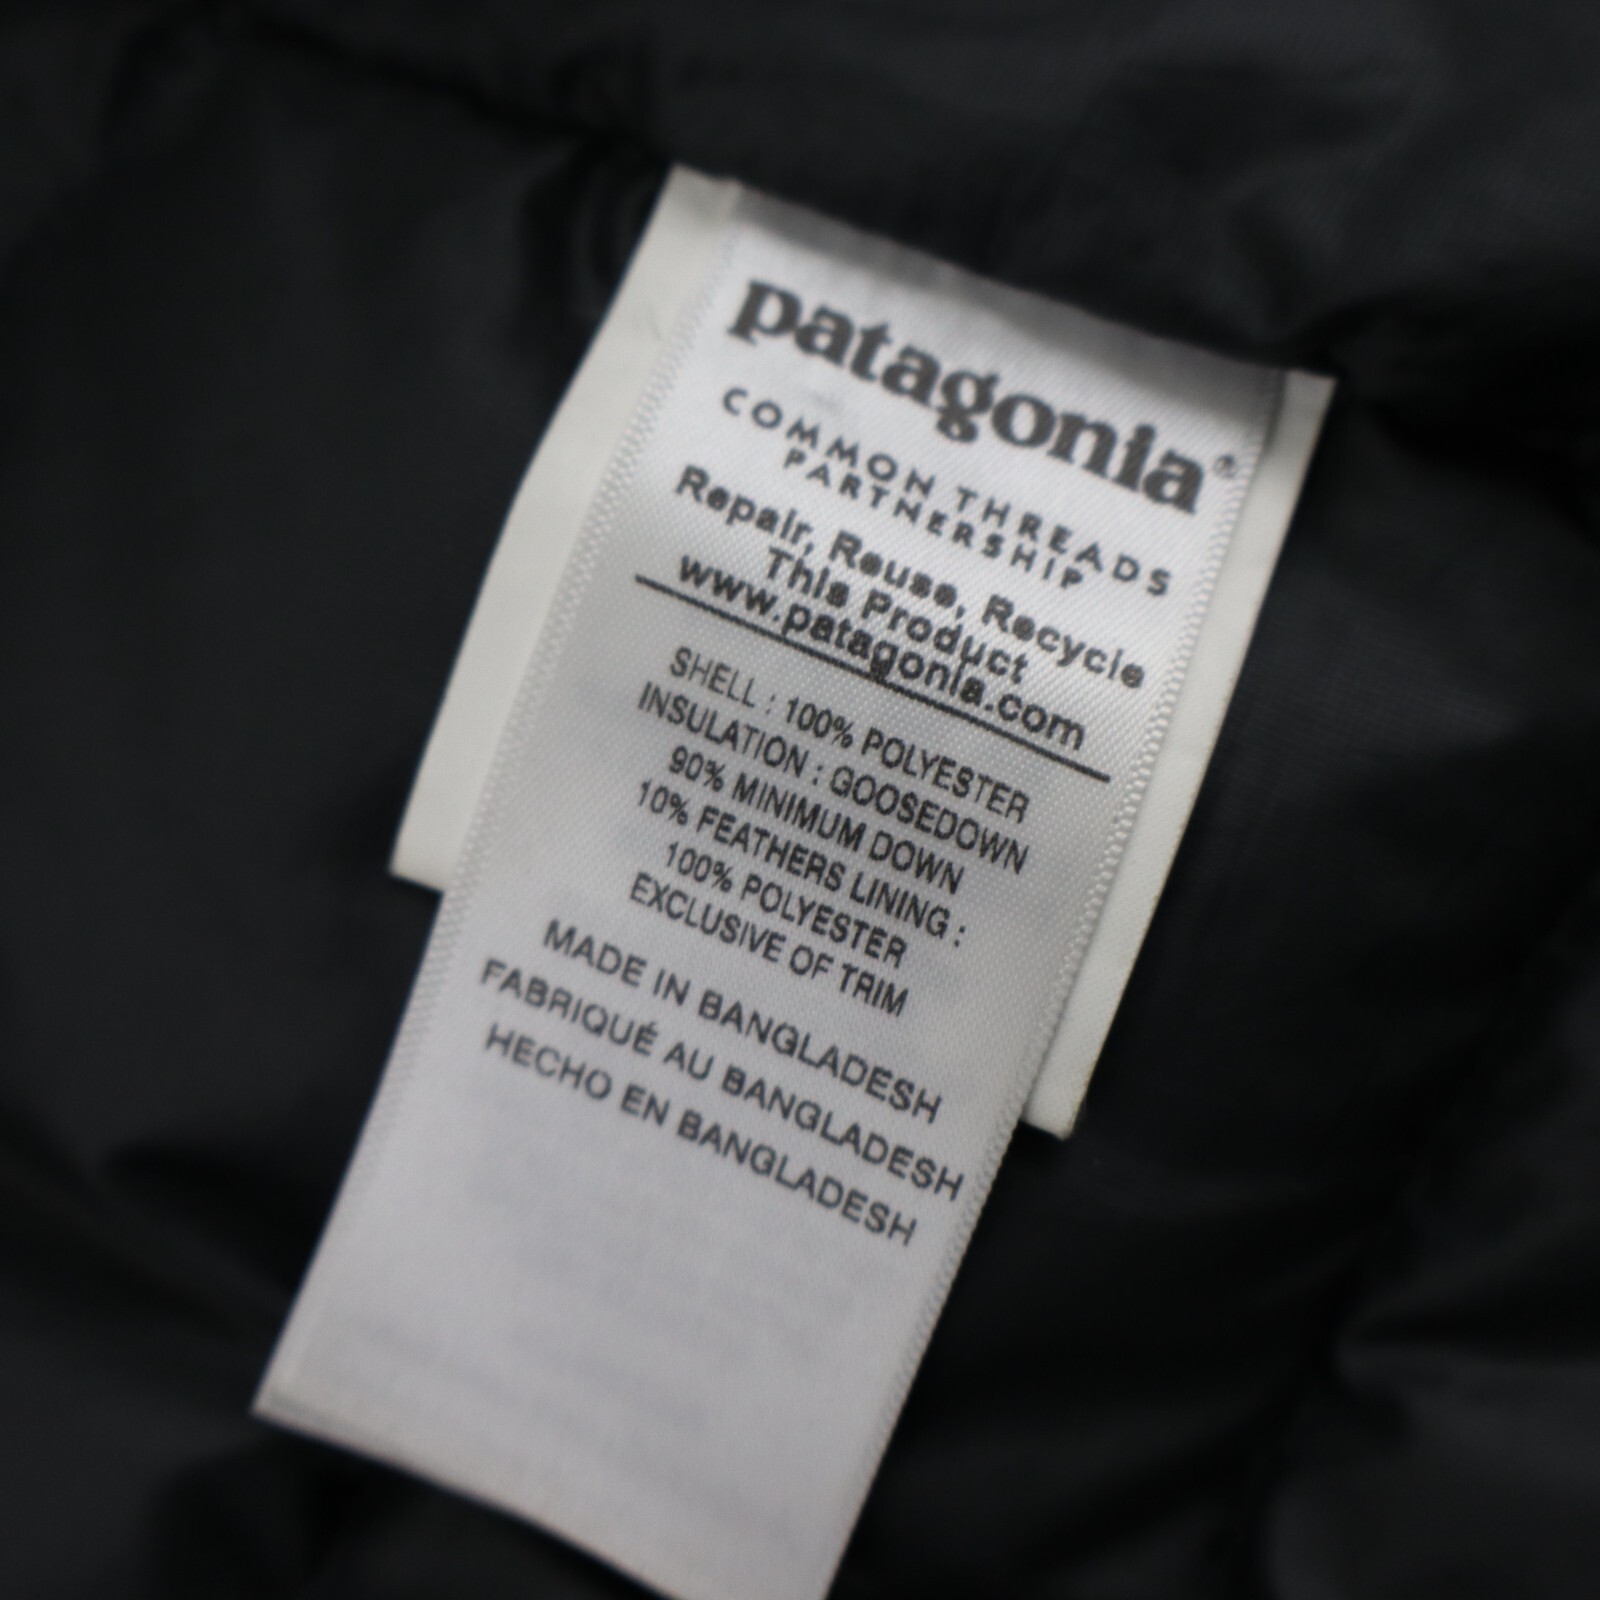 patagonia®
COMMON THREADS
PARTNERSHIP
Repair, Reuse, Recycle
This Product
www.patagonia.com
SHELL : 100% POLYESTER
INSULATION : GOOSEDOWN
90% MINIMUM DOWN
10% FEATHERS LINING :
100% POLYESTER
EXCLUSIVE OF TRIM
MADE IN BANGLADESH
FABRIQUÉ AU BANGLADESH
HECHO EN BANGLADESH